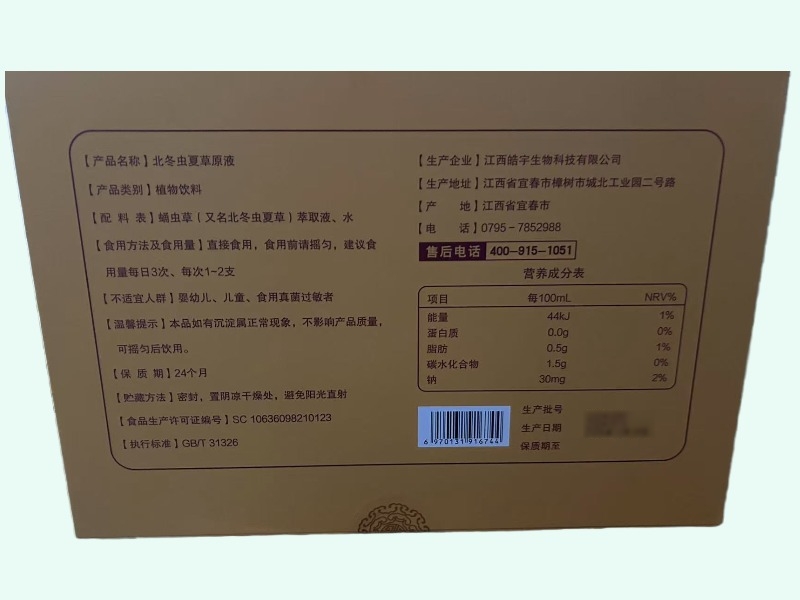 【产品名称】北冬虫夏草原液
【产品类别】植物饮料
【配 料 表】蛹虫草（又名北冬虫夏草）萃取液、水
【食用方法及食用量】直接食用，食用前请摇匀，建议食
用量每日3次、每次1~2支
【不适宜人群】婴幼儿、儿童、食用真菌过敏者
【温馨提示】本品如有沉淀属正常现象，不影响产品质量，
可摇匀后饮用。
【保 质 期】24个月
【贮藏方法】密封，置阴凉干燥处，避免阳光直射
【食品生产许可证编号】SC 10636098210123
【执行标准】GB/T 31326
【生产企业】江西皓宇生物科技有限公司
【生产地址】江西省宜春市樟树市城北工业园二号路
【产 地】江西省宜春市
【电 话】0795-7852988
售后电话 400-915-1051
营养成分表
项目 每100mL NRV%
能量 44kJ 1%
蛋白质 0.0g 0%
脂肪 0.5g 1%
碳水化合物 1.5g 0%
钠 30mg 2%
6 970131 916744
生产批号
生产日期
保质期至